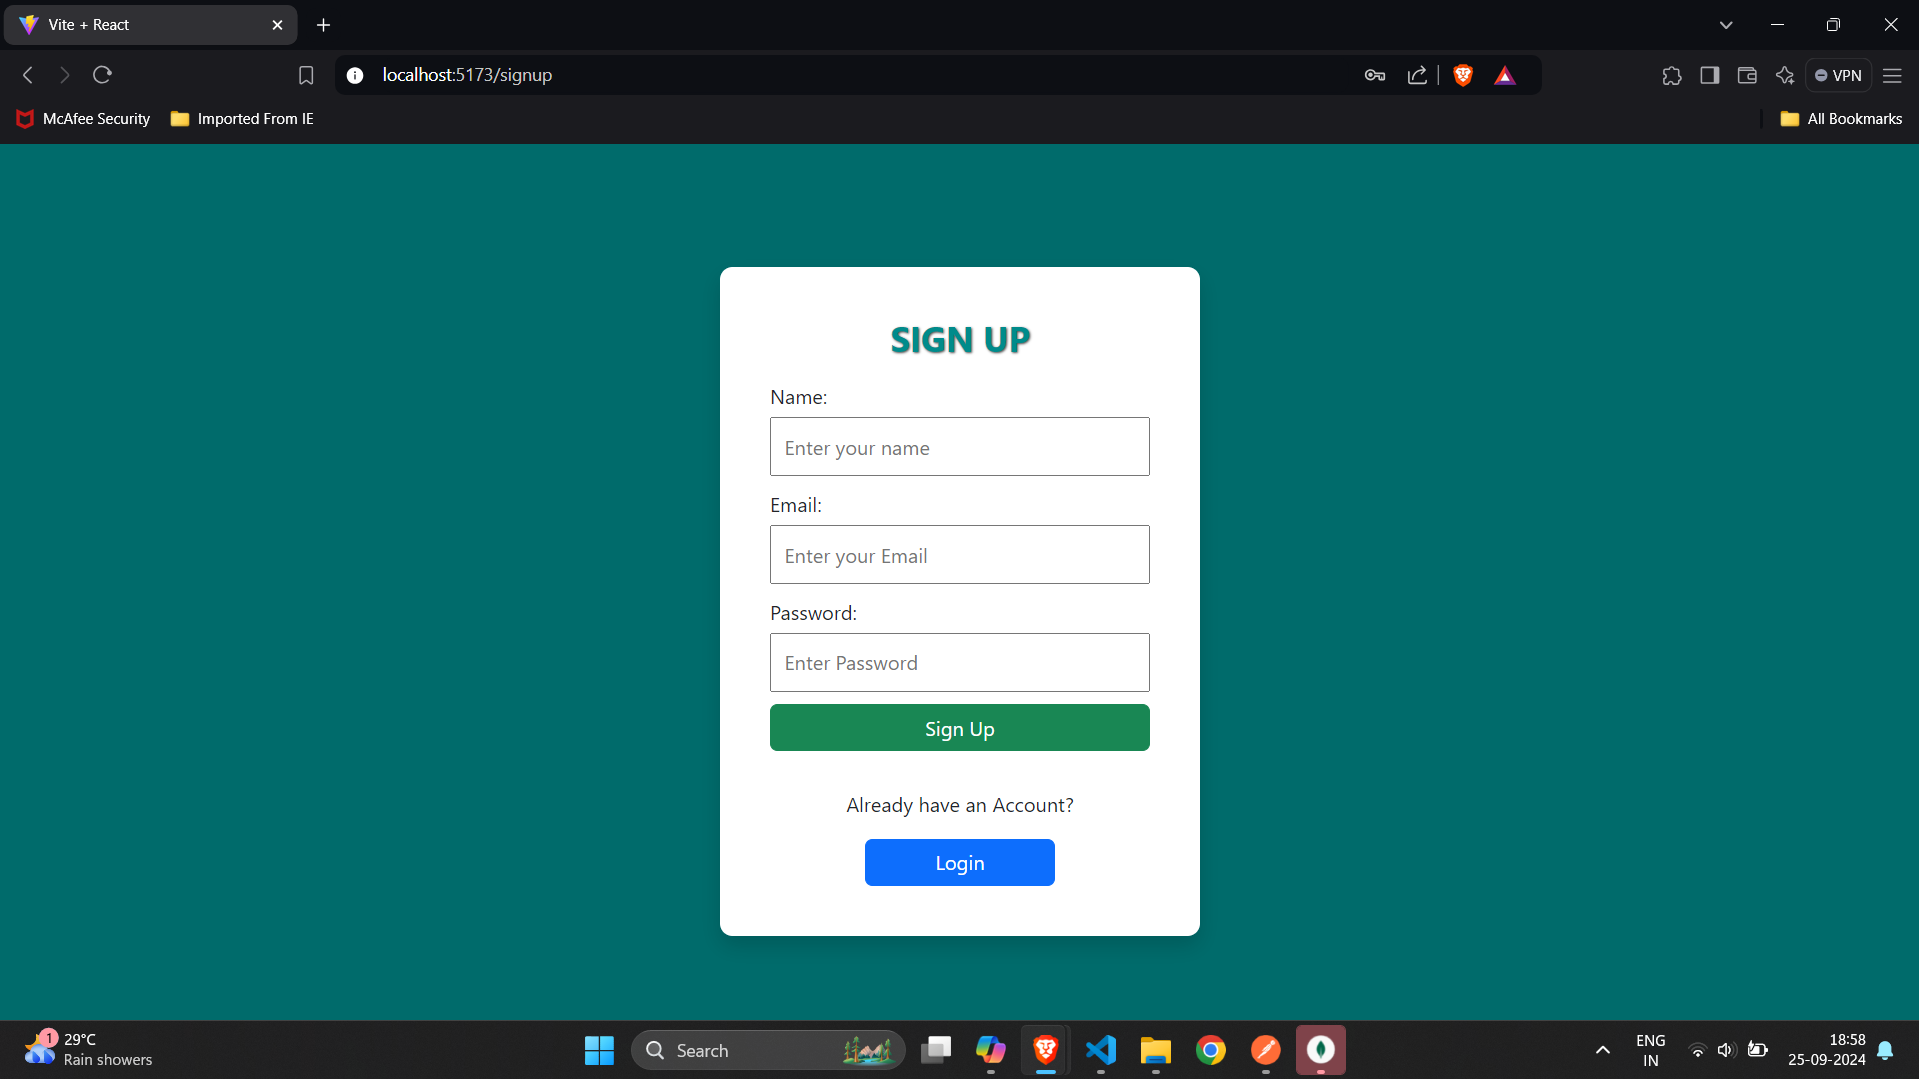 Vite + React
localhost:5173/signup
VPN
McAfee Security
Imported From IE
All Bookmarks
SIGN UP
Name:
Enter your name
Email:
Enter your Email
Password:
Enter Password
Sign Up
Already have an Account?
Login
1
29°C
Rain showers
Search
ENG
IN
18:58
25-09-2024